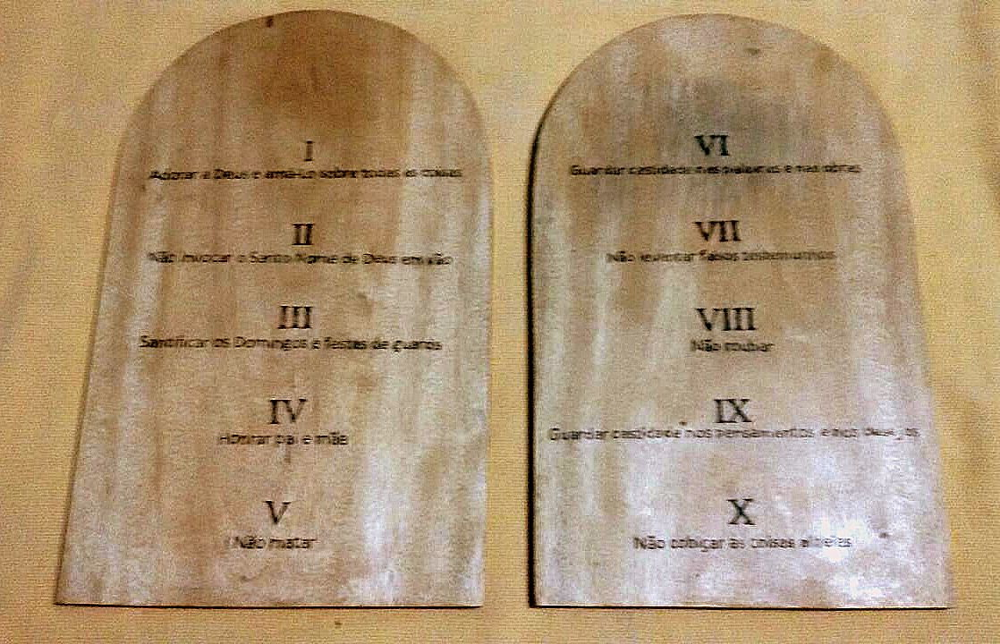 I
Adorar a Deus e amá-Lo sobre todas as coisas
II
Não invocar o Santo Nome de Deus em vão
III
Santificar os Domingos e festas de guarda
IV
Honrar pai e mãe
V
Não matar
VI
Guardar castidade nas palavras e nas obras
VII
Não levantar falsos testemunhos
VIII
Não roubar
IX
Guardar castidade nos pensamentos e nos
X
Não cobiçar as coisas alheias